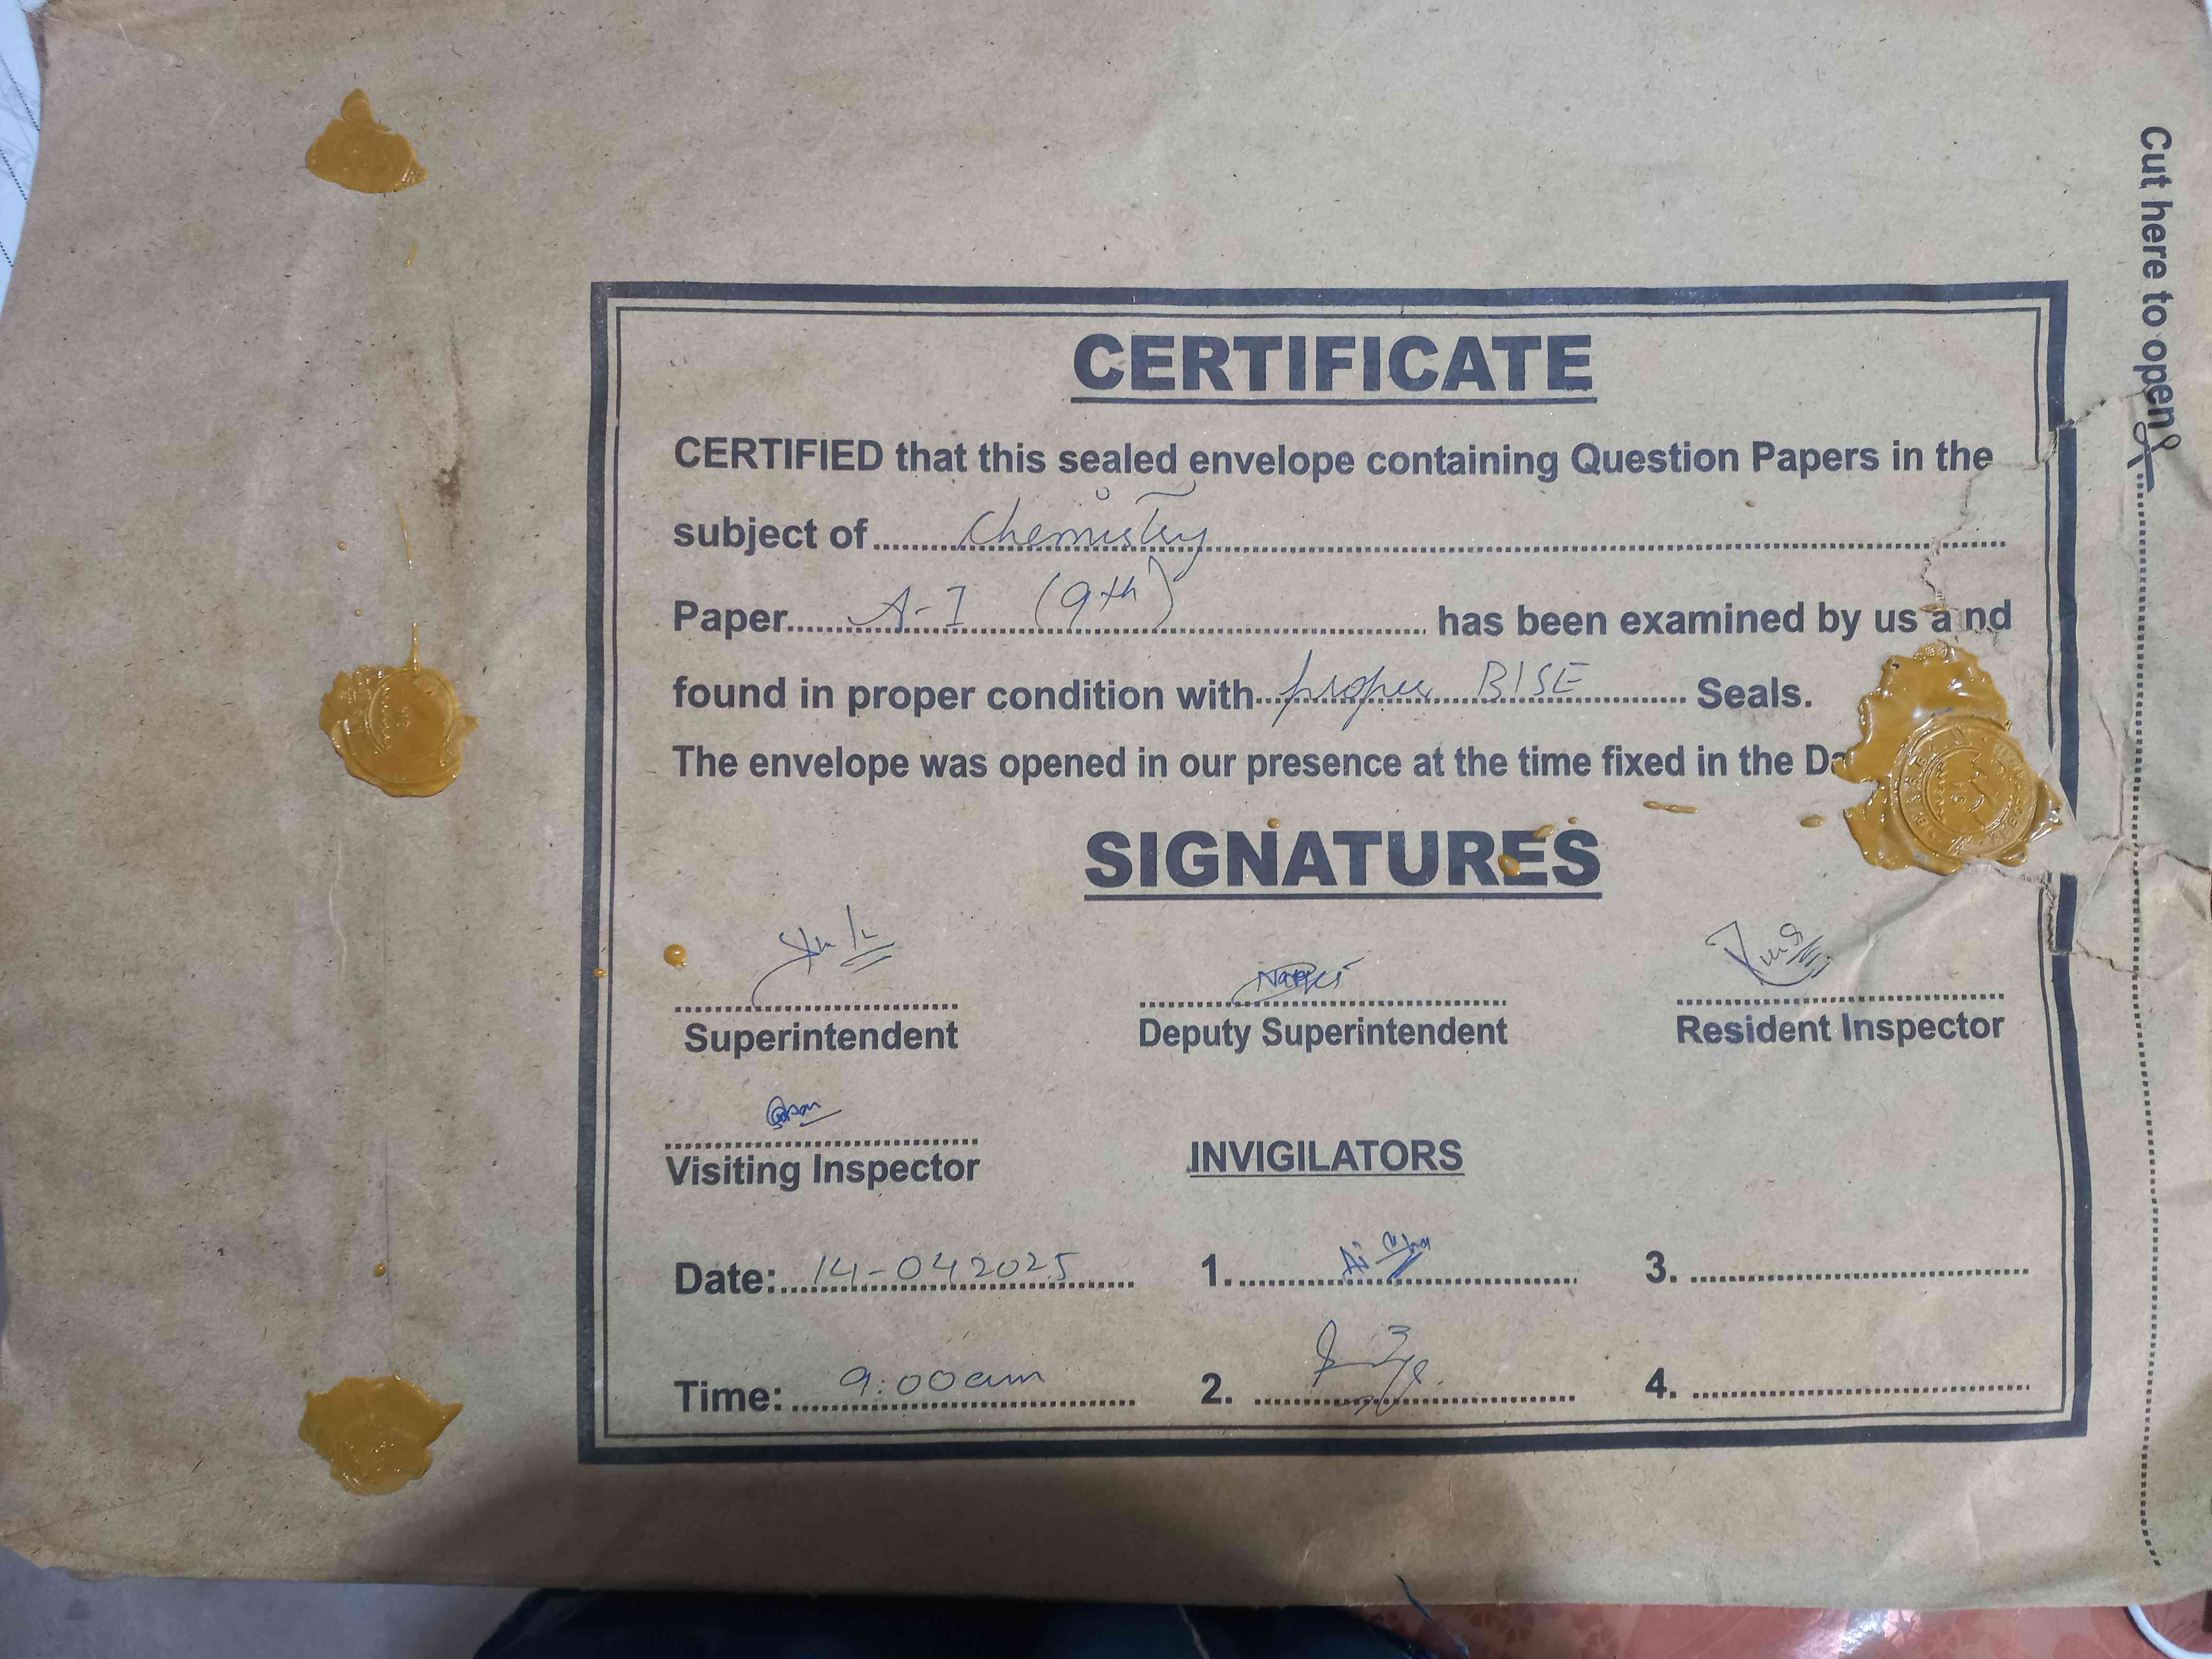 Cut here to open
CERTIFICATE
CERTIFIED that this sealed envelope containing Question Papers in the
subject of Chemistry
Paper A-I (9th) has been examined by us and
found in proper condition with proper BISE Seals.
The envelope was opened in our presence at the time fixed in the
SIGNATURES
Superintendent Deputy Superintendent Resident Inspector
Visiting Inspector INVIGILATORS
Date: 14-042025 1. 3.
Time: 9:00am 2. 4.